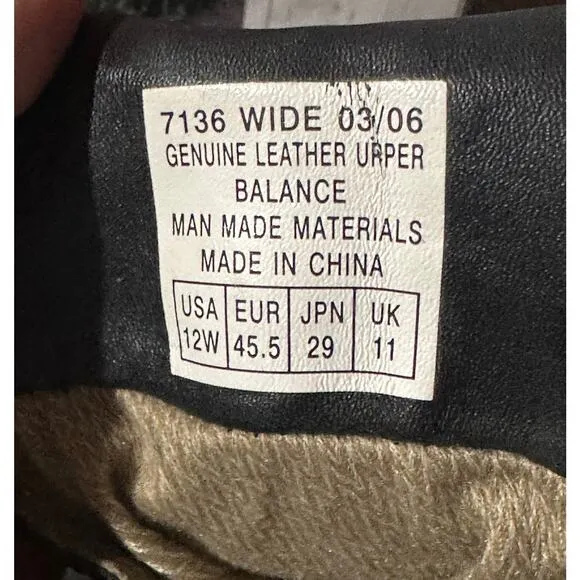 7136 WIDE 03/06
GENUINE LEATHER UPPER
BALANCE
MAN MADE MATERIALS
MADE IN CHINA
USA EUR JPN UK
12W 45.5 29 11